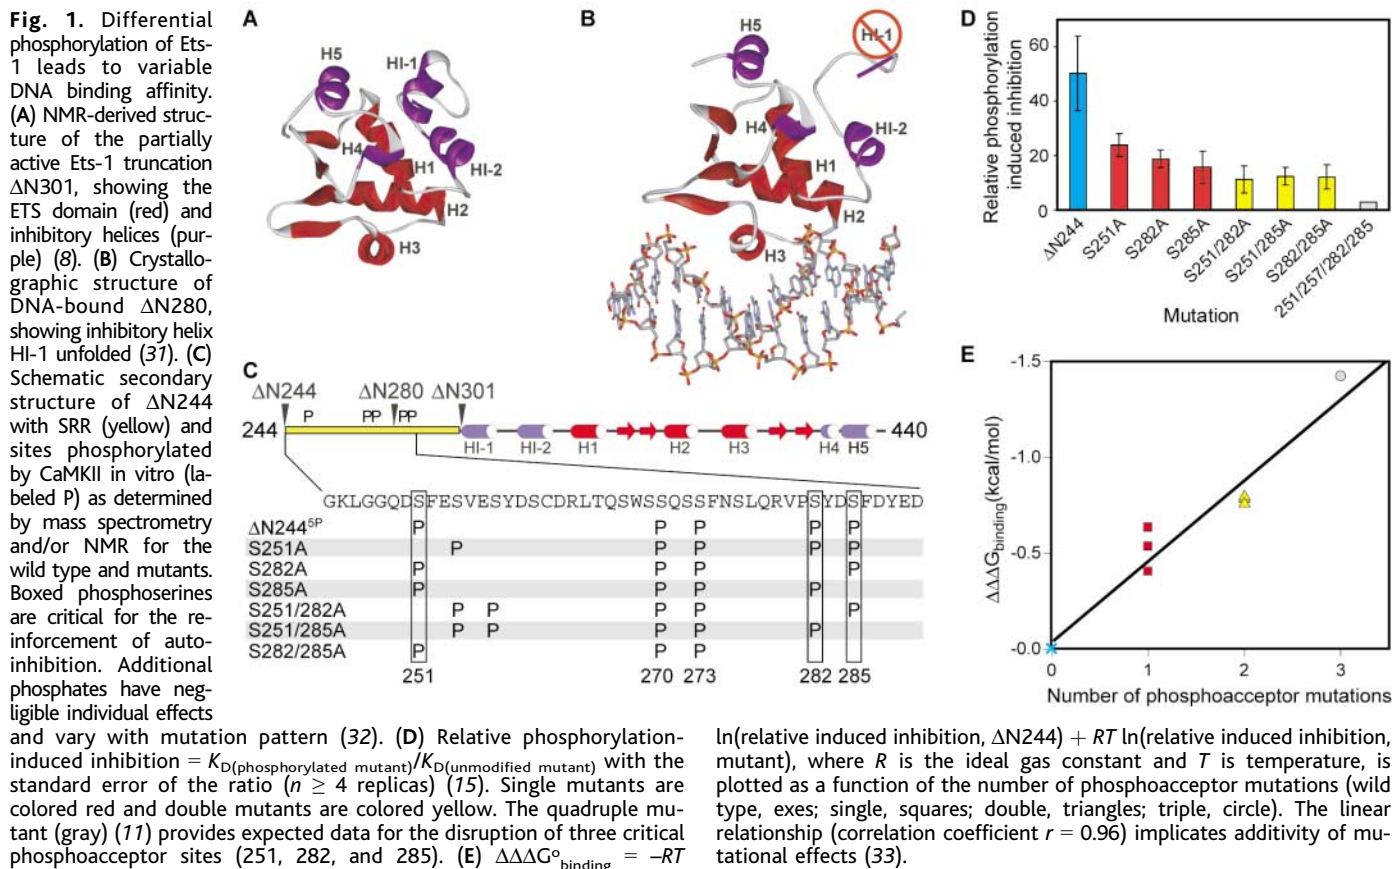 Fig. 1. Differential
phosphorylation of Ets-
1 leads to variable
DNA binding affinity.
(A) NMR-derived struc-
ture of the partially
active Ets-1 truncation
ΔN301, showing the
ETS domain (red) and
inhibitory helices (pur-
ple) (8). (B) Crystallo-
graphic structure of
DNA-bound ΔN280,
showing inhibitory helix
HI-1 unfolded (31). (C)
Schematic secondary
structure of ΔN244
with SRR (yellow) and
sites phosphorylated
by CaMKII in vitro (la-
beled P) as determined
by mass spectrometry
and/or NMR for the
wild type and mutants.
Boxed phosphoserines
are critical for the re-
inforcement of auto-
inhibition. Additional
phosphates have neg-
ligible individual effects
and vary with mutation pattern (32). (D) Relative phosphorylation-
induced inhibition = KD(phosphorylated mutant)/KD(unmodified mutant) with the
standard error of the ratio (n ≥ 4 replicas) (15). Single mutants are
colored red and double mutants are colored yellow. The quadruple mu-
tant (gray) (11) provides expected data for the disruption of three critical
phosphoacceptor sites (251, 282, and 285). (E) ΔΔΔG°binding = –RT
ln(relative induced inhibition, ΔN244) + RT ln(relative induced inhibition,
mutant), where R is the ideal gas constant and T is temperature, is
plotted as a function of the number of phosphoacceptor mutations (wild
type, exes; single, squares; double, triangles; triple, circle). The linear
relationship (correlation coefficient r = 0.96) implicates additivity of mu-
tational effects (33).
A
H5
HI-1
H4
H1
HI-2
H2
H3
B
H5
HI-1
H4
HI-2
H1
H2
H3
C
ΔN244 ΔN280 ΔN301
P PP PP
244 440
HI-1 HI-2 H1 H2 H3 H4 H5
GKLGGQDSFESVESYDSCDRLTQSWSSQSSFNSLQRVPSYDSFDYED
ΔN2445P P P P P P
S251A P P P P P
S282A P P P P
S285A P P P P
S251/282A P P P P P
S251/285A P P P P P
S282/285A P P P
251 270 273 282 285
D
Relative phosphorylation
induced inhibition
60
40
20
0
ΔN244
S251A
S282A
S285A
S251/282A
S251/285A
S282/285A
251/257/282/285
Mutation
E
ΔΔΔGbinding(kcal/mol)
-1.5
-1.0
-0.5
-0.0
0 1 2 3
Number of phosphoacceptor mutations